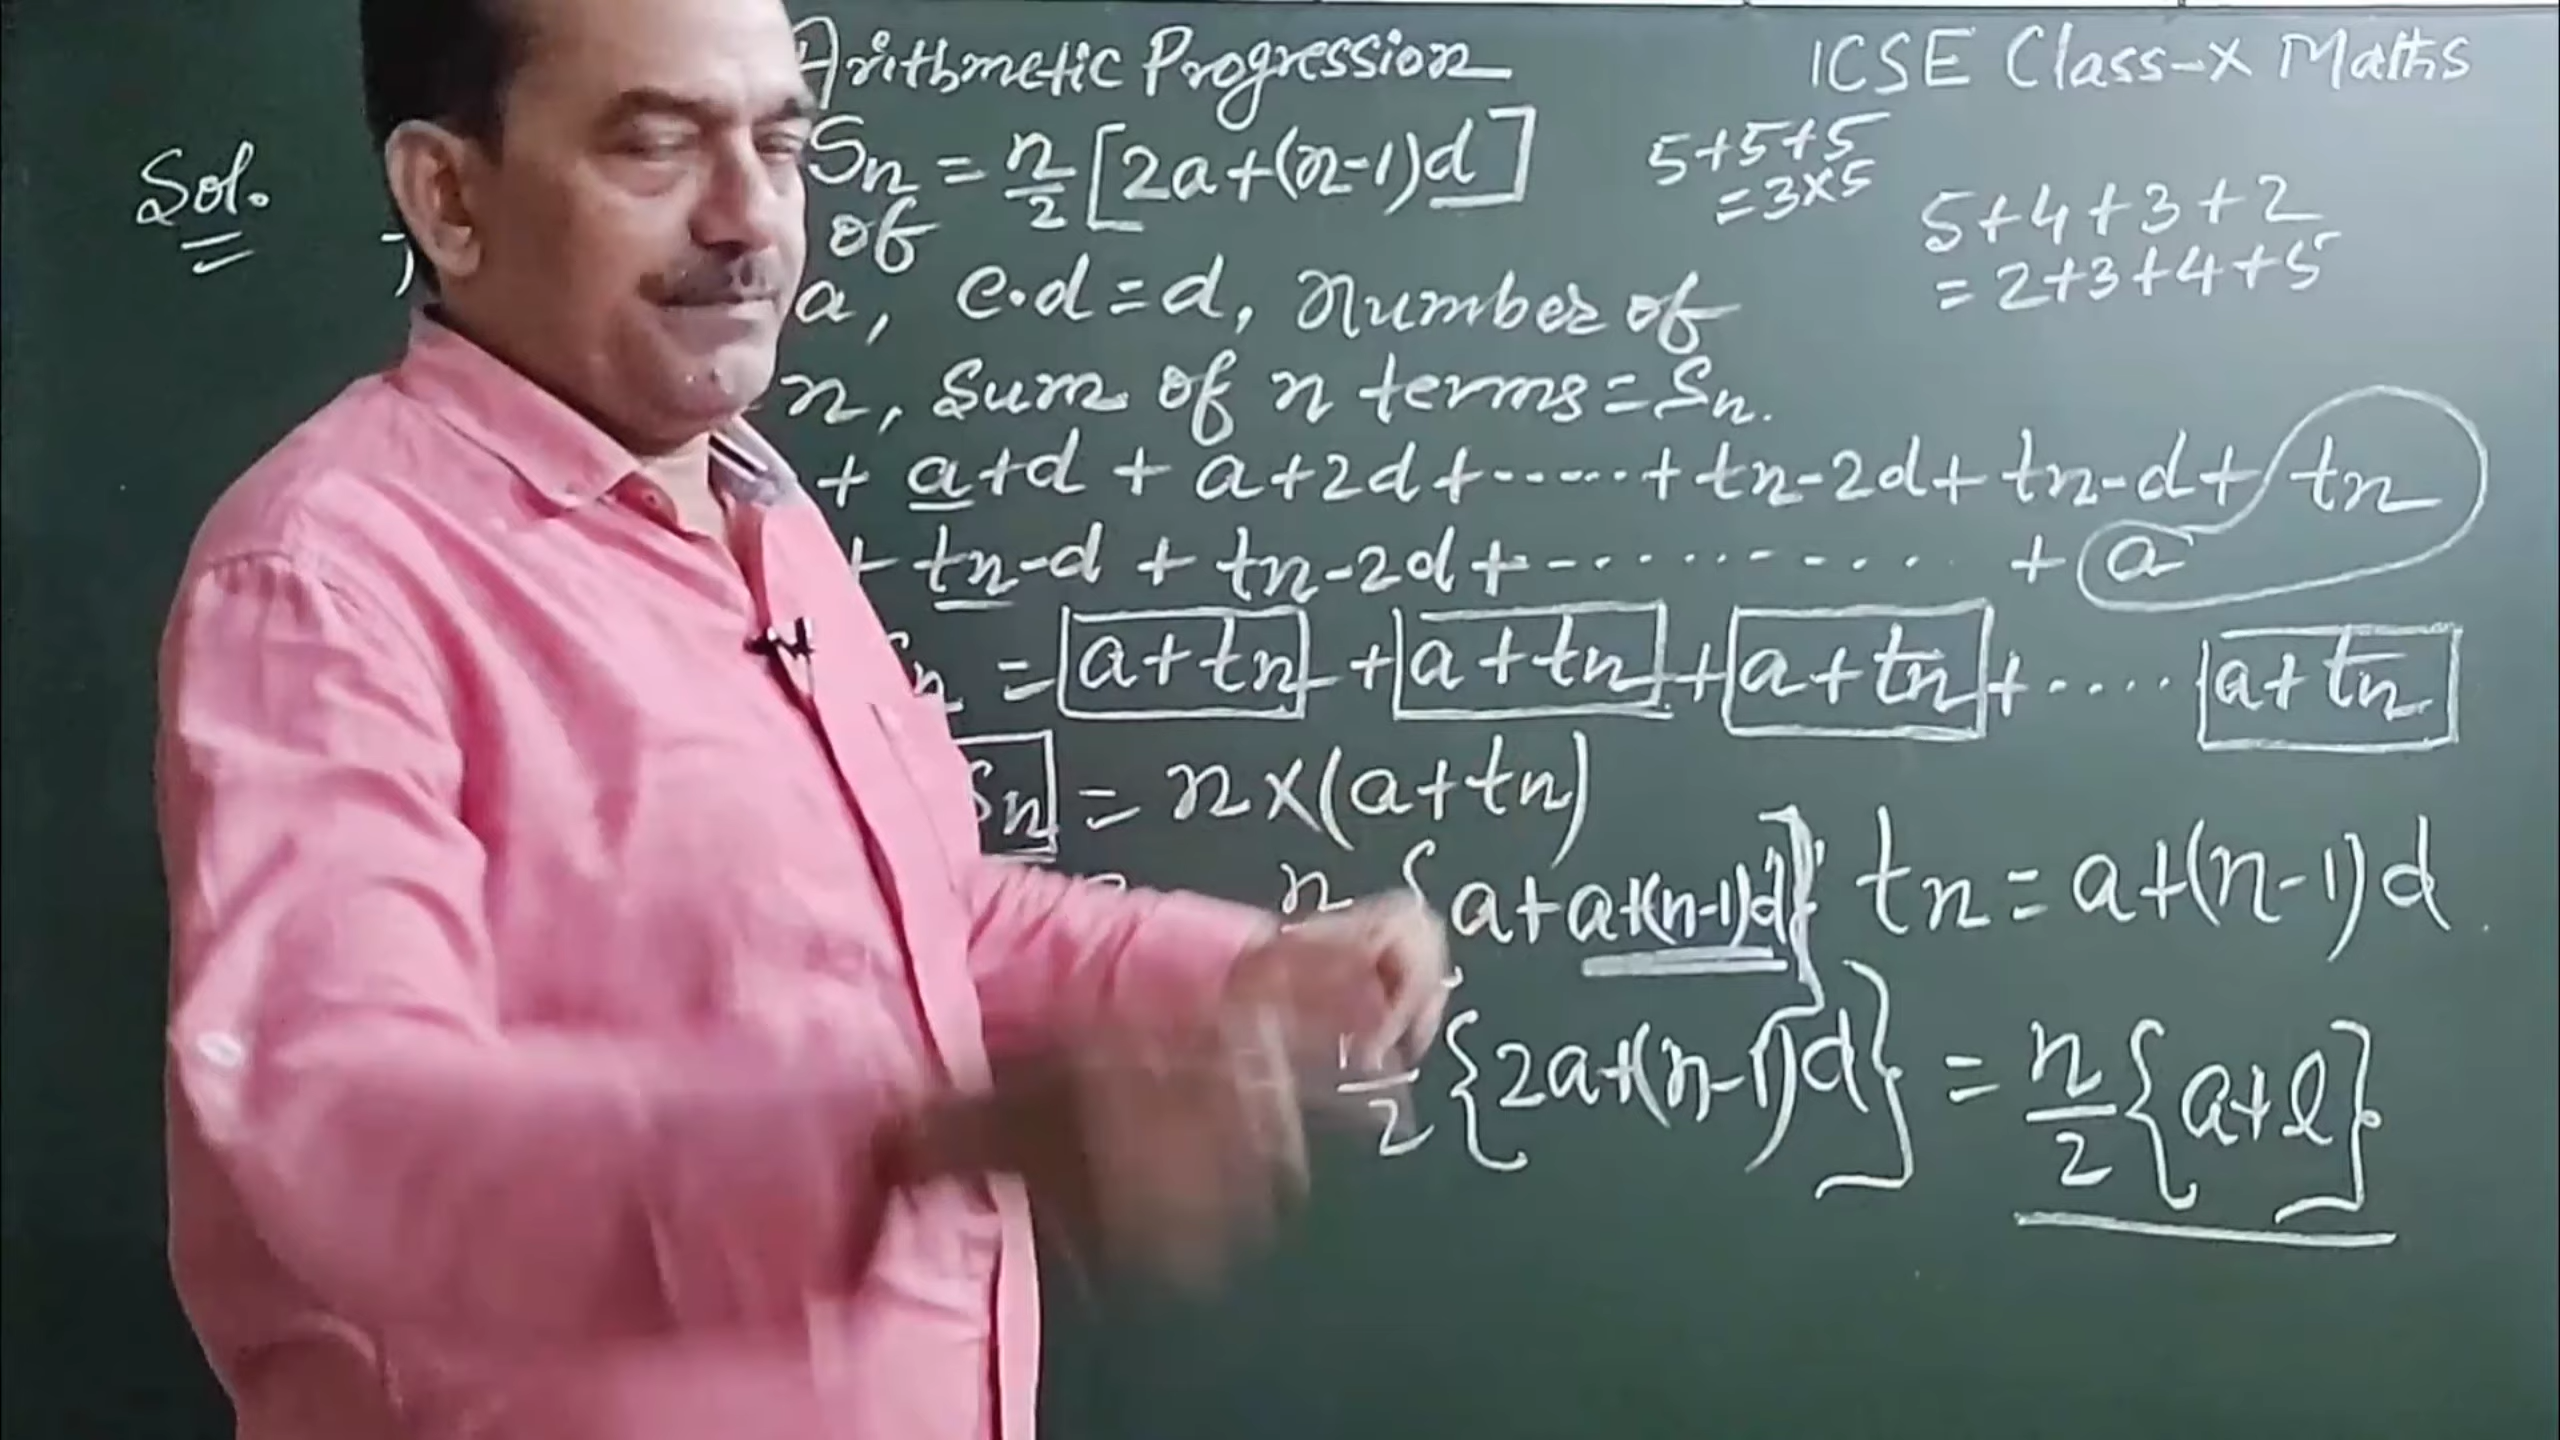 Arithmetic Progression
ICSE Class-X Maths
Sol.
Sn = n/2 [2a+(n-1)d]
5+5+5
=3×5
5+4+3+2
=2+3+4+5
of
a, c.d=d, Number of
n, Sum of n terms=Sn.
+ a+d + a+2d+·····+tn-2d+tn-d+tn
+ tn-d + tn-2d+-········ +a
Sn = a+tn +a+tn +a+tn+···· a+tn
Sn = n×(a+tn)
n {a+a+(n-1)d} tn=a+(n-1)d
n/2 {2a+(n-1)d} = n/2 {a+l}